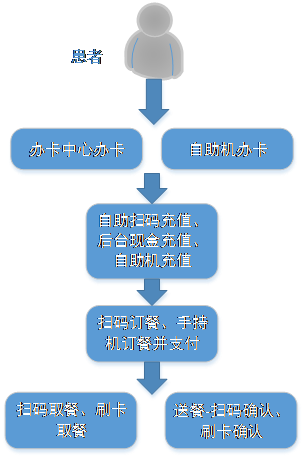 患者
办卡中心办卡
自助机办卡
自助扫码充值、
后台现金充值、
自助机充值
扫码订餐、手持
机订餐并支付
扫码取餐、刷卡
取餐
送餐-扫码确认、
刷卡确认